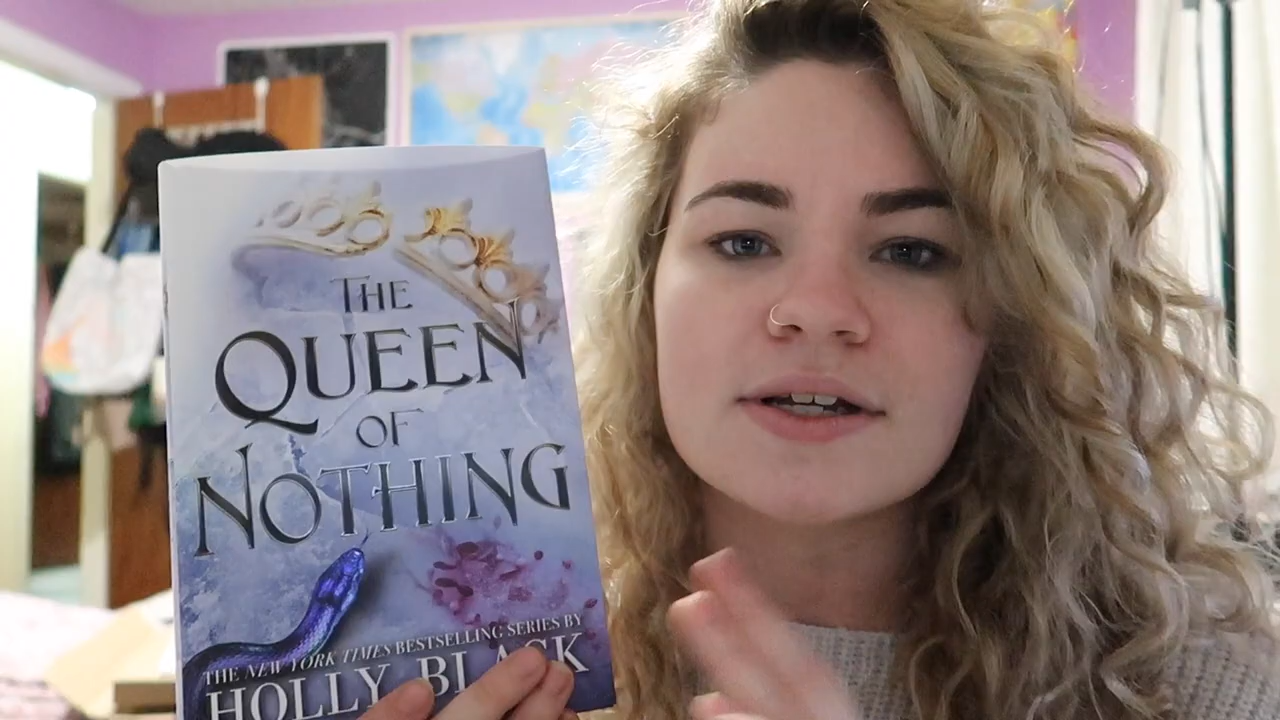 THE
QUEEN
OF
NOTHING
THE NEW YORK TIMES BESTSELLING SERIES BY
HOLLY BLACK